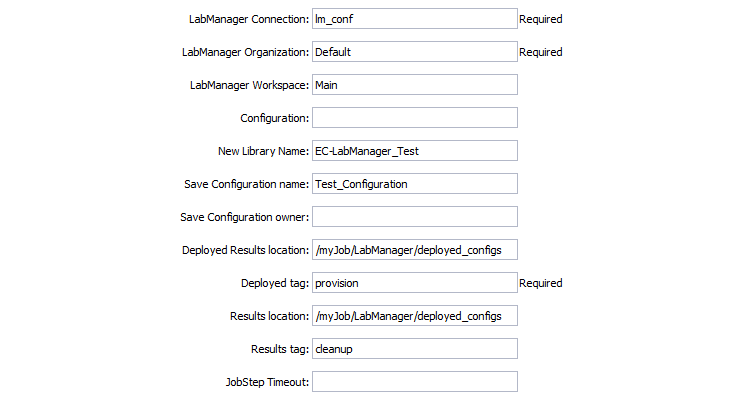 LabManager Connection: lm_conf Required
LabManager Organization: Default Required
LabManager Workspace: Main
Configuration:
New Library Name: EC-LabManager_Test
Save Configuration name: Test_Configuration
Save Configuration owner:
Deployed Results location: /myJob/LabManager/deployed_configs
Deployed tag: provision Required
Results location: /myJob/LabManager/deployed_configs
Results tag: cleanup
JobStep Timeout: